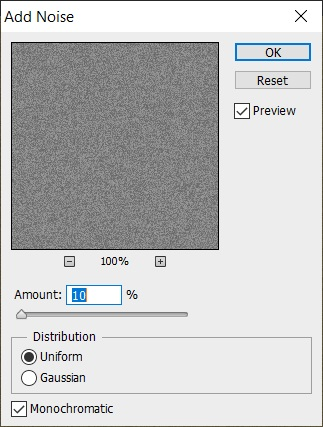 Add Noise
OK
Reset
Preview
100%
Amount: 10 %
Distribution
Uniform
Gaussian
Monochromatic